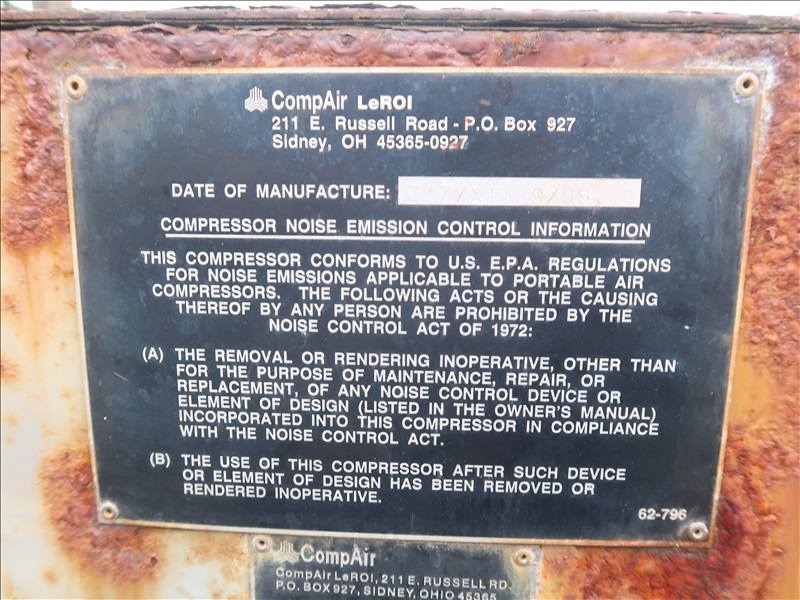 CompAir LeROI
211 E. Russell Road - P.O. Box 927
Sidney, OH 45365-0927
DATE OF MANUFACTURE:
COMPRESSOR NOISE EMISSION CONTROL INFORMATION
THIS COMPRESSOR CONFORMS TO U.S. E.P.A. REGULATIONS
FOR NOISE EMISSIONS APPLICABLE TO PORTABLE AIR
COMPRESSORS. THE FOLLOWING ACTS OR THE CAUSING
THEREOF BY ANY PERSON ARE PROHIBITED BY THE
NOISE CONTROL ACT OF 1972:
(A) THE REMOVAL OR RENDERING INOPERATIVE, OTHER THAN
FOR THE PURPOSE OF MAINTENANCE, REPAIR, OR
REPLACEMENT, OF ANY NOISE CONTROL DEVICE OR
ELEMENT OF DESIGN (LISTED IN THE OWNER'S MANUAL)
INCORPORATED INTO THIS COMPRESSOR IN COMPLIANCE
WITH THE NOISE CONTROL ACT.
(B) THE USE OF THIS COMPRESSOR AFTER SUCH DEVICE
OR ELEMENT OF DESIGN HAS BEEN REMOVED OR
RENDERED INOPERATIVE.
62-796
CompAir
CompAir LeROI, 211 E. RUSSELL RD.
P.O. BOX 927, SIDNEY, OHIO 45365